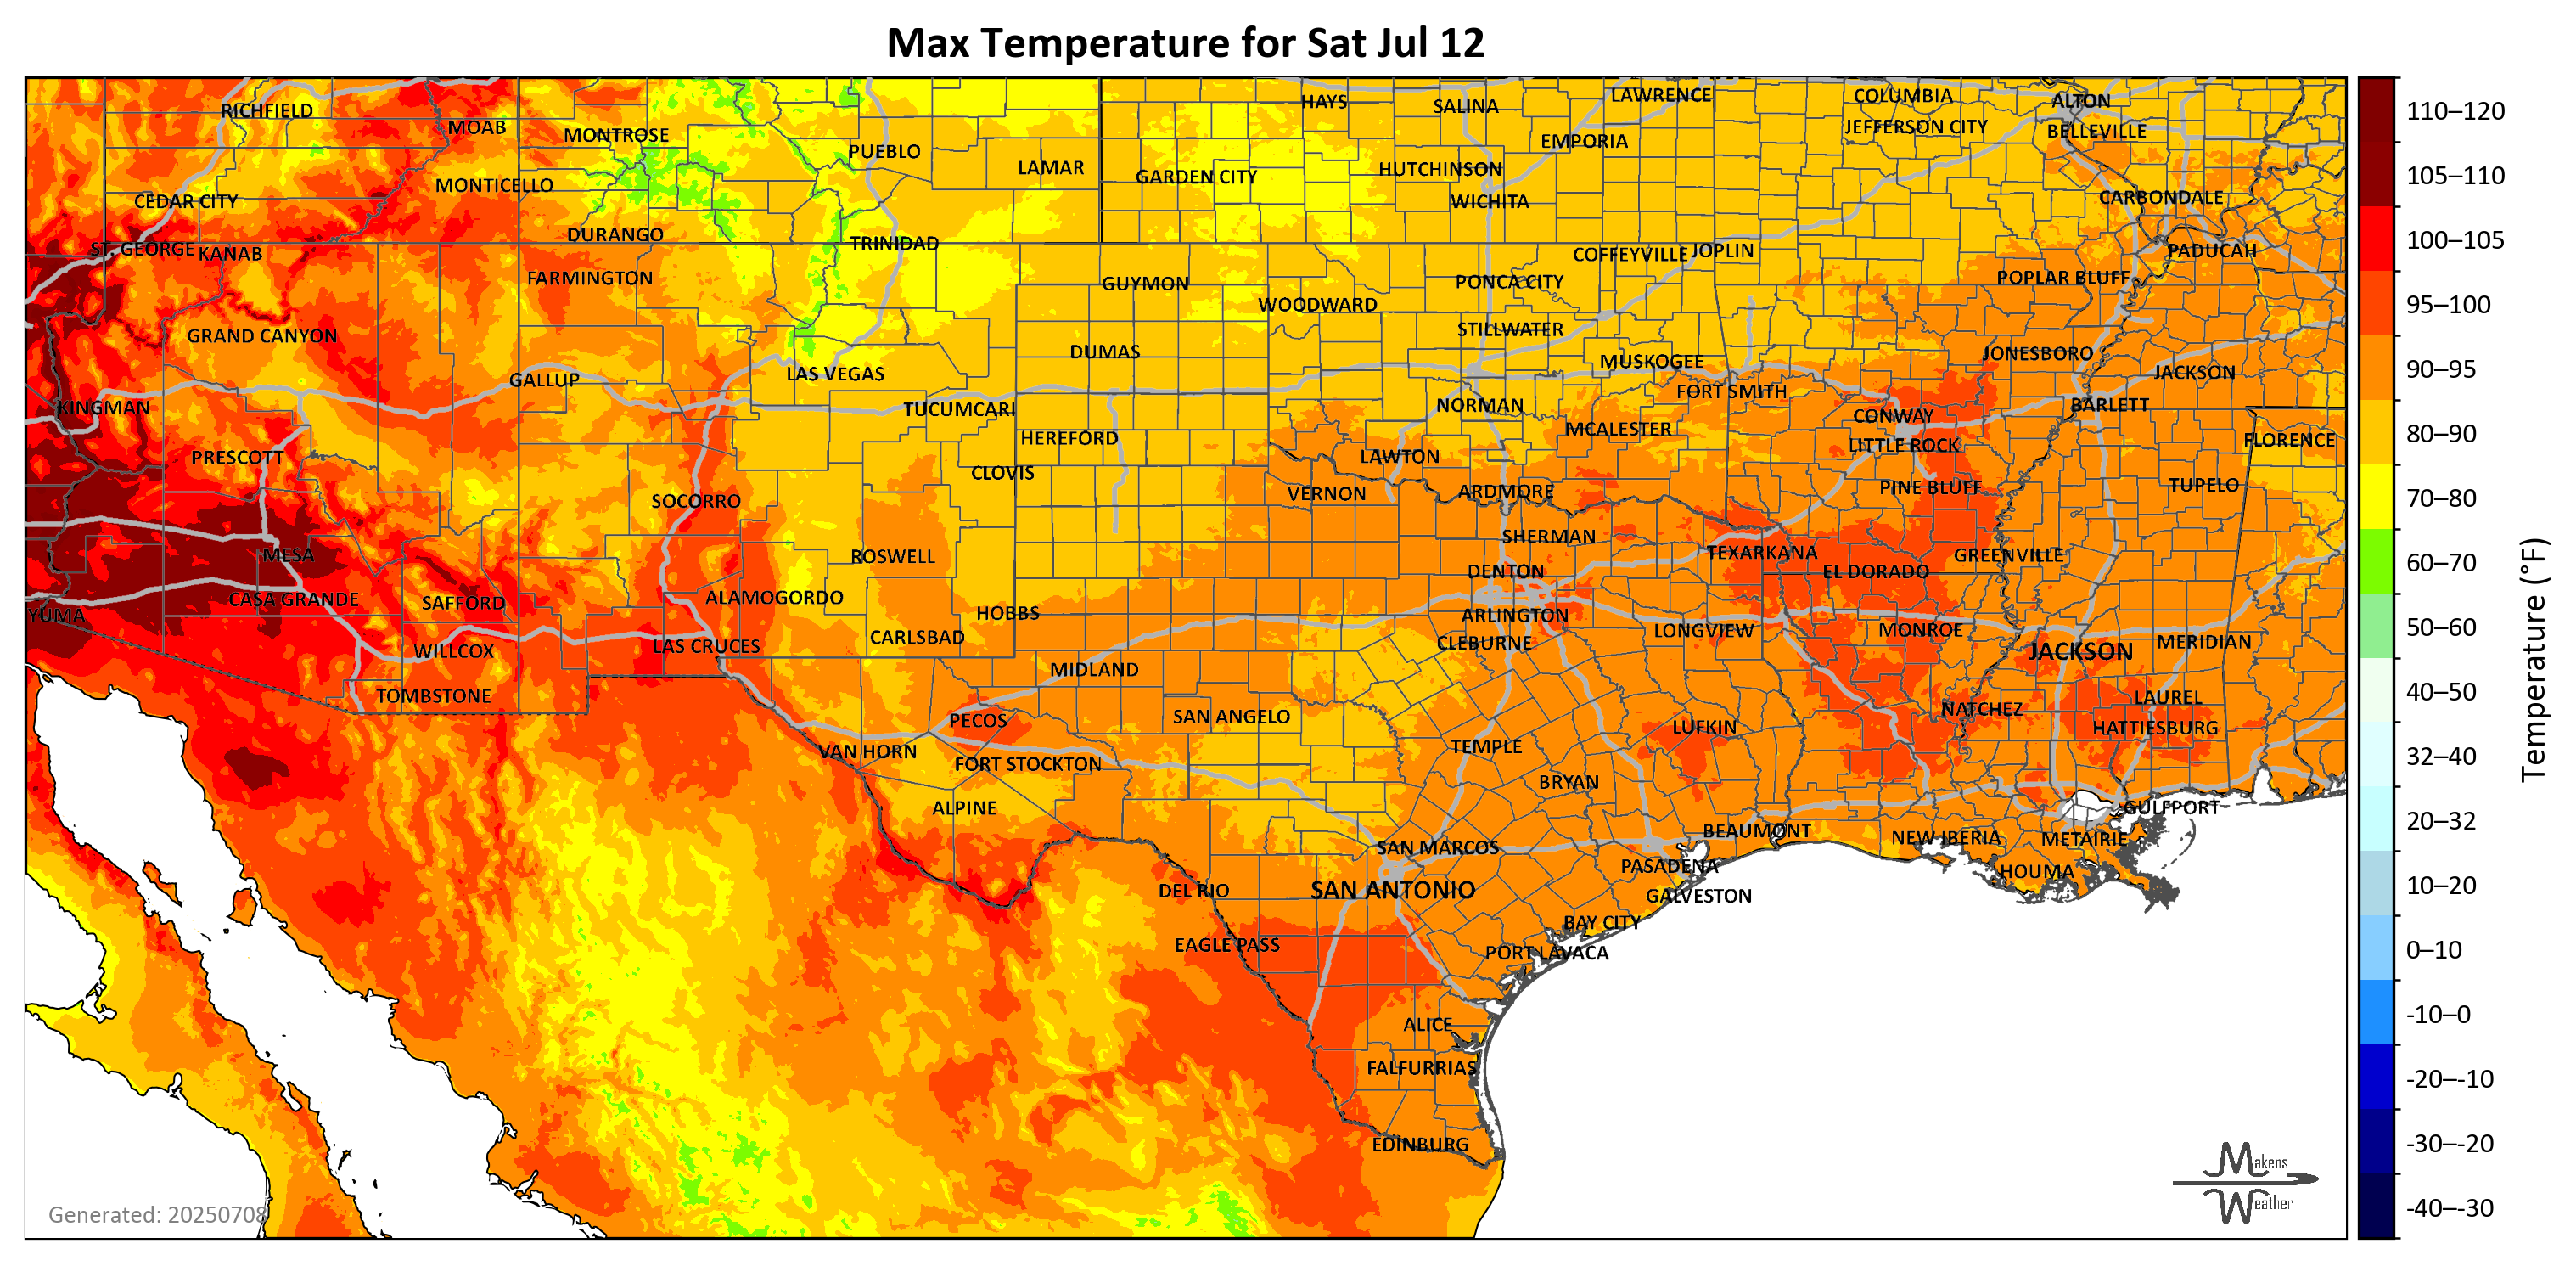 Max Temperature for Sat Jul 12
HAYS
SALINA
LAWRENCE
COLUMBIA
ALTON
RICHFIELD
MOAB
MONTROSE
PUEBLO
EMPORIA
JEFFERSON CITY
BELLEVILLE
LAMAR
GARDEN CITY
HUTCHINSON
MONTICELLO
CEDAR CITY
WICHITA
CARBONDALE
DURANGO
TRINIDAD
ST. GEORGE
KANAB
COFFEYVILLE
JOPLIN
PADUCAH
FARMINGTON
GUYMON
PONCA CITY
POPLAR BLUFF
WOODWARD
GRAND CANYON
STILLWATER
DUMAS
MUSKOGEE
JONESBORO
GALLUP
LAS VEGAS
FORT SMITH
JACKSON
KINGMAN
TUCUMCARI
NORMAN
CONWAY
BARLETT
HEREFORD
MCALESTER
LITTLE ROCK
FLORENCE
PRESCOTT
CLOVIS
LAWTON
SOCORRO
VERNON
ARDMORE
PINE BLUFF
TUPELO
MESA
ROSWELL
SHERMAN
TEXARKANA
GREENVILLE
DENTON
EL DORADO
CASA GRANDE
SAFFORD
ALAMOGORDO
HOBBS
YUMA
ARLINGTON
LONGVIEW
MONROE
WILLCOX
LAS CRUCES
CARLSBAD
CLEBURNE
JACKSON
MERIDIAN
MIDLAND
TOMBSTONE
PECOS
SAN ANGELO
LUFKIN
NATCHEZ
LAUREL
HATTIESBURG
VAN HORN
FORT STOCKTON
TEMPLE
BRYAN
ALPINE
GULFPORT
SAN MARCOS
BEAUMONT
NEW IBERIA
METAIRIE
PASADENA
HOUMA
DEL RIO
SAN ANTONIO
GALVESTON
BAY CITY
EAGLE PASS
PORT LAVACA
ALICE
FALFURRIAS
EDINBURG
Generated: 20250708
Makens
Weather
110–120
105–110
100–105
95–100
90–95
80–90
70–80
60–70
50–60
40–50
32–40
20–32
10–20
0–10
-10–0
-20–-10
-30–-20
-40–-30
Temperature (°F)